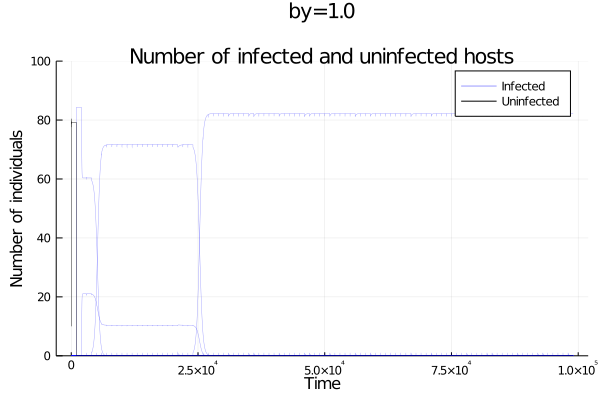 by=1.0
Number of infected and uninfected hosts
Number of individuals
100
80
60
40
20
0
Infected
Uninfected
0
2.5×10⁴
5.0×10⁴
7.5×10⁴
1.0×10⁵
Time